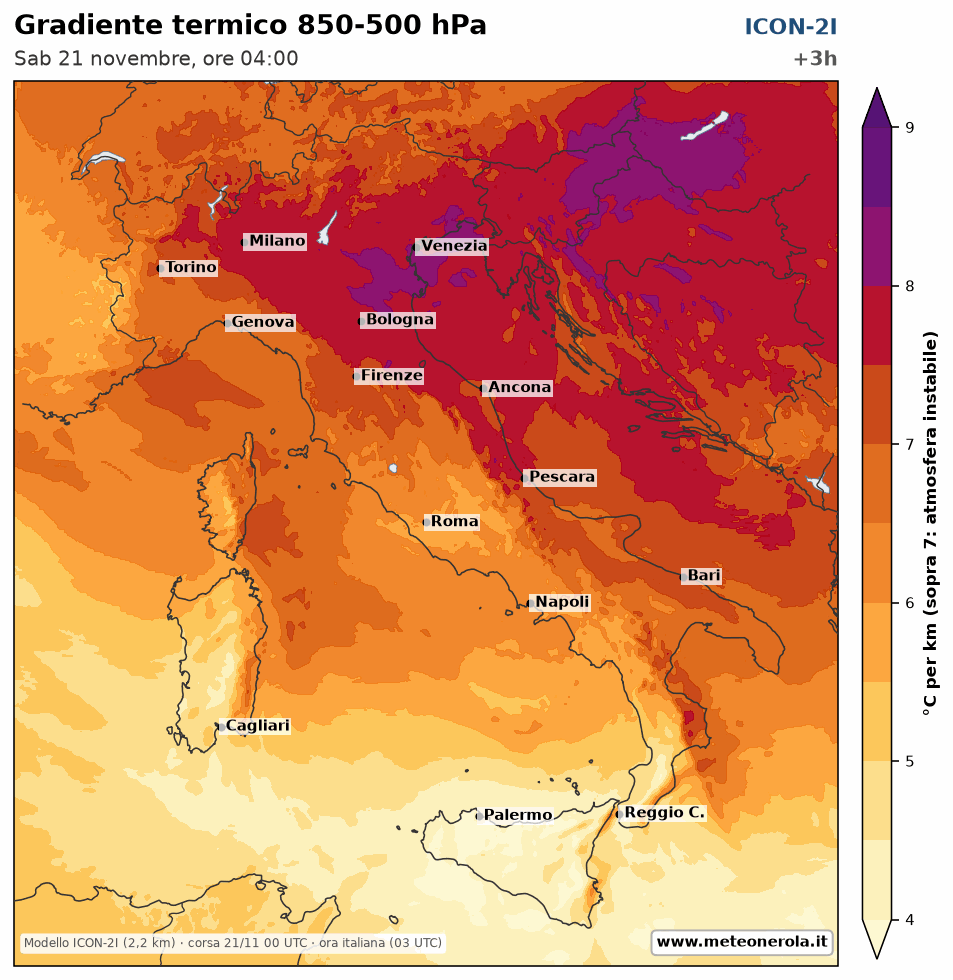 Gradiente termico 850-500 hPa
ICON-2I
Sab 21 novembre, ore 04:00
+3h
Milano
Venezia
Torino
Genova
Bologna
Firenze
Ancona
Pescara
Roma
Bari
Napoli
Cagliari
Palermo
Reggio C.
9
8
7
6
5
4
°C per km (sopra 7: atmosfera instabile)
Modello ICON-2I (2,2 km) · corsa 21/11 00 UTC · ora italiana (03 UTC)
www.meteonerola.it